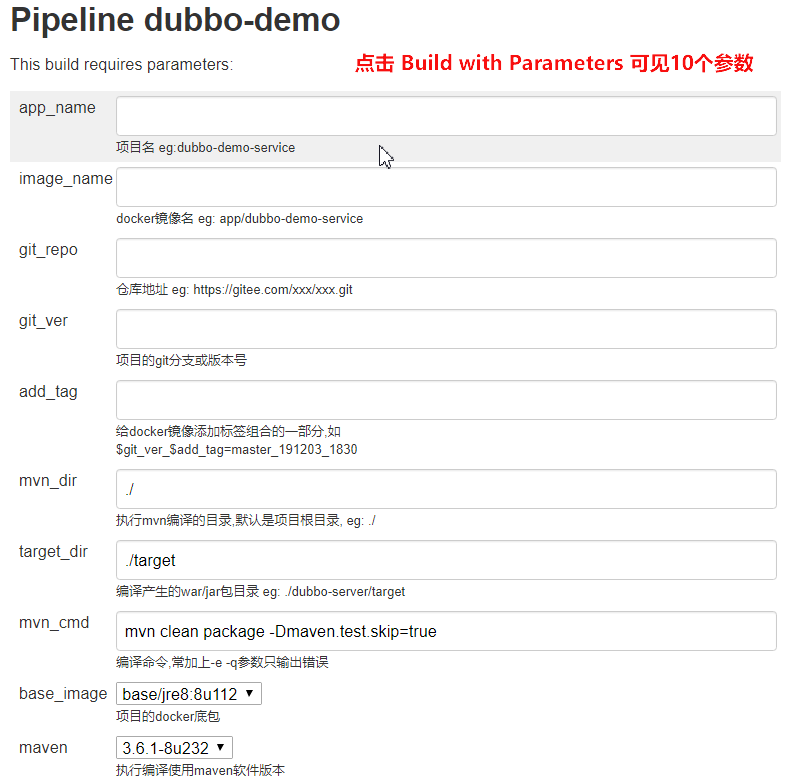 Pipeline dubbo-demo
This build requires parameters:
点击 Build with Parameters 可见10个参数
app_name
项目名 eg:dubbo-demo-service
image_name
docker镜像名 eg: app/dubbo-demo-service
git_repo
仓库地址 eg: https://gitee.com/xxx/xxx.git
git_ver
项目的git分支或版本号
add_tag
给docker镜像添加标签组合的一部分,如
$git_ver_$add_tag=master_191203_1830
mvn_dir
./
执行mvn编译的目录,默认是项目根目录, eg: ./
target_dir
./target
编译产生的war/jar包目录 eg: ./dubbo-server/target
mvn_cmd
mvn clean package -Dmaven.test.skip=true
编译命令,常加上-e -q参数只输出错误
base_image
base/jre8:8u112
项目的docker底包
maven
3.6.1-8u232
执行编译使用maven软件版本